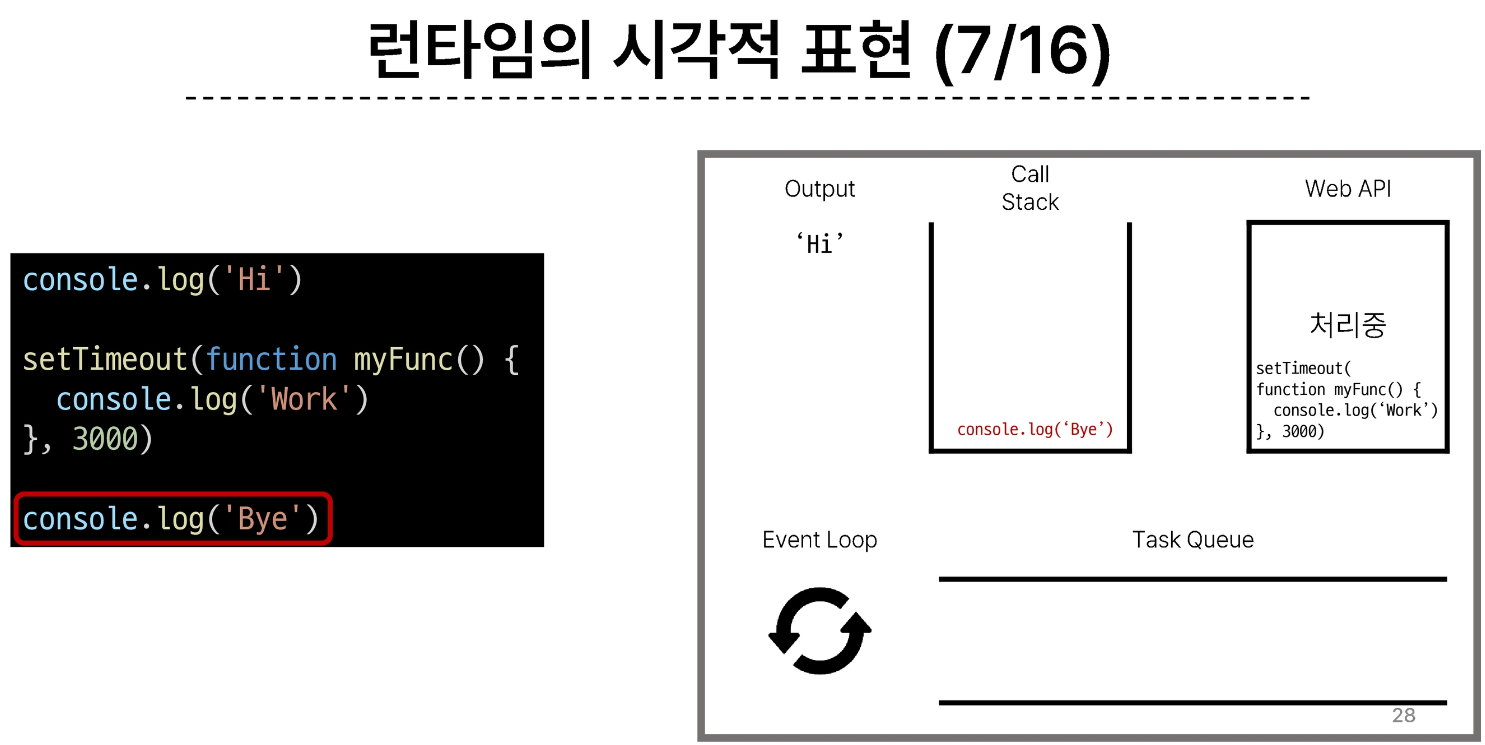 런타임의 시각적 표현 (7/16)
console.log('Hi')
setTimeout(function myFunc() {
  console.log('Work')
}, 3000)
console.log('Bye')
Output
‘Hi’
Call
Stack
console.log(‘Bye’)
Web API
처리중
setTimeout(
function myFunc() {
  console.log(‘Work’)
}, 3000)
Event Loop
Task Queue
28